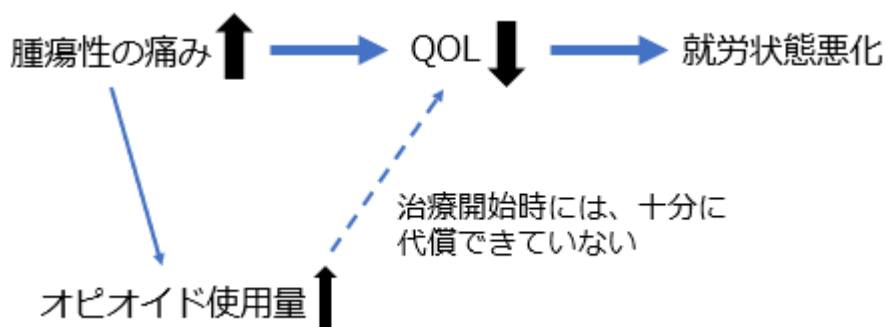 腫瘍性の痛み
QOL
就労状態悪化
治療開始時には、十分に
代償できていない
オピオイド使用量